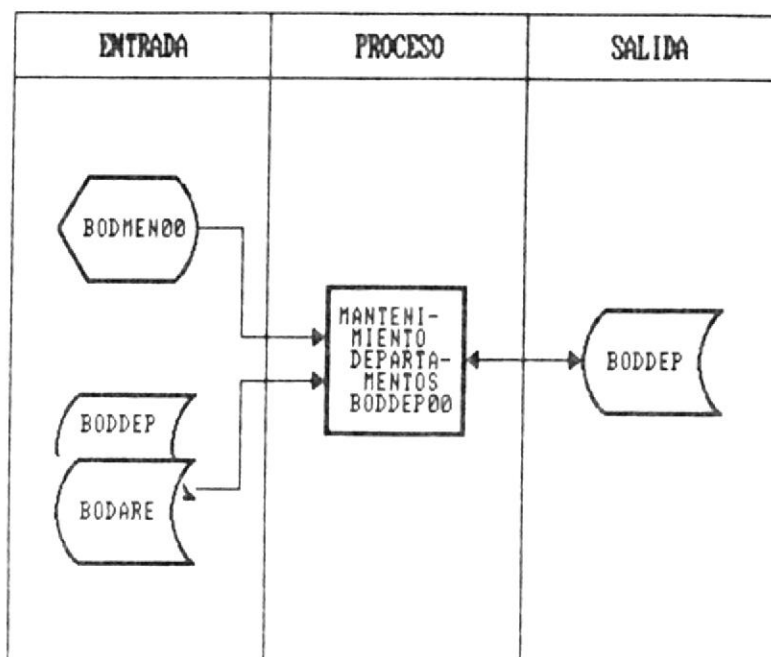 ENTRADA PROCESO SALIDA
BODMEN00
MANTENI-
MIENTO
DEPARTA-
MENTOS
BODDEP00
BODDEP
BODDEP
BODARE